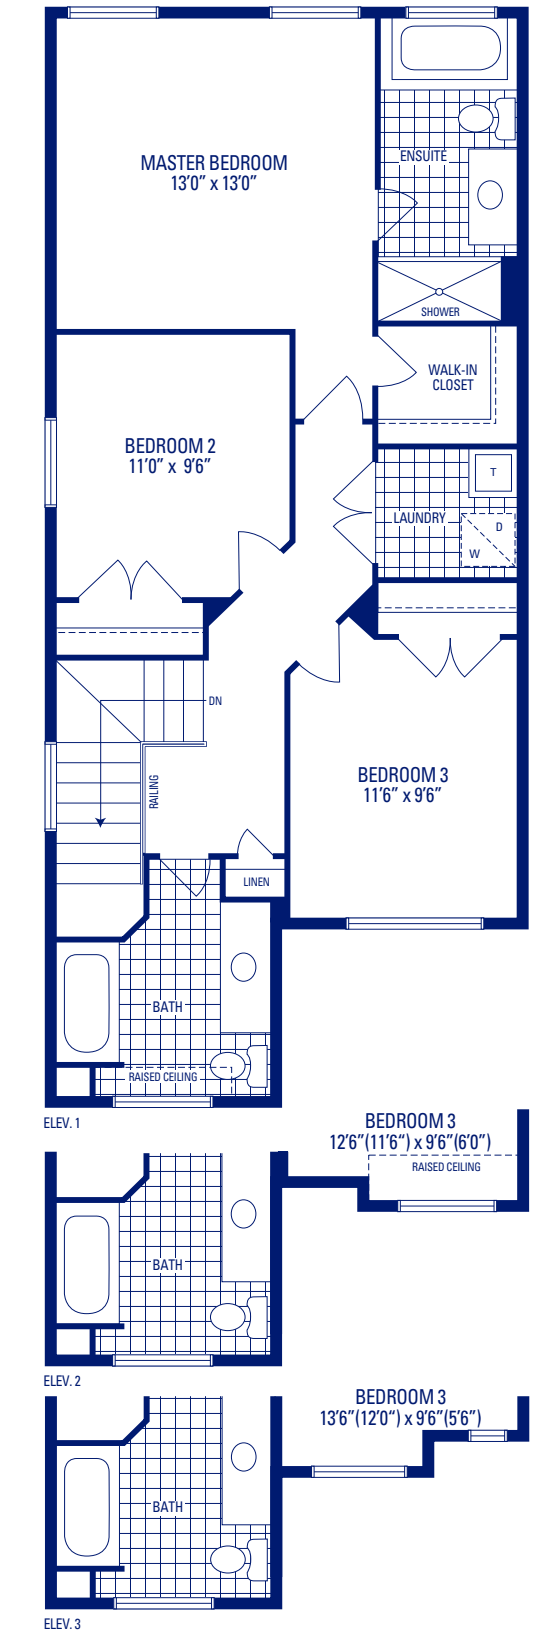 MASTER BEDROOM
13'0" x 13'0"
ENSUITE
SHOWER
WALK-IN
CLOSET
BEDROOM 2
11'0" x 9'6"
T
LAUNDRY
D
W
DN
RAILING
BEDROOM 3
11'6" x 9'6"
LINEN
BATH
RAISED CEILING
ELEV. 1
BEDROOM 3
12'6"(11'6") x 9'6"(6'0")
RAISED CEILING
BATH
ELEV. 2
BEDROOM 3
13'6"(12'0") x 9'6"(5'6")
BATH
ELEV. 3